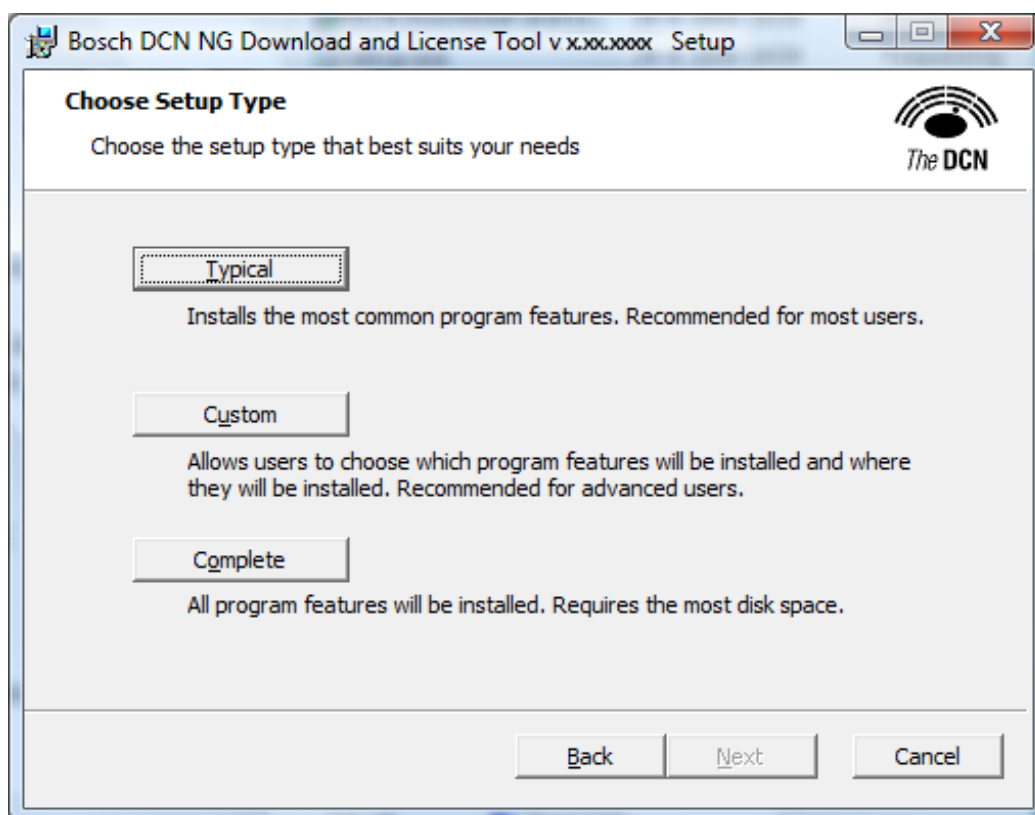 Bosch DCN NG Download and License Tool v x.xx.xxxx Setup
Choose Setup Type
Choose the setup type that best suits your needs
The DCN
Typical
Installs the most common program features. Recommended for most users.
Custom
Allows users to choose which program features will be installed and where
they will be installed. Recommended for advanced users.
Complete
All program features will be installed. Requires the most disk space.
Back
Next
Cancel